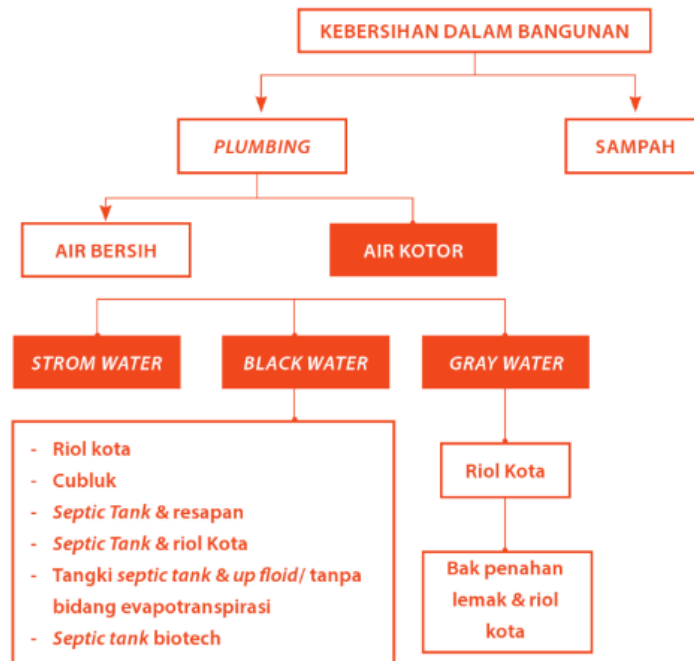 KEBERSIHAN DALAM BANGUNAN
PLUMBING
SAMPAH
AIR BERSIH
AIR KOTOR
STROM WATER
BLACK WATER
GRAY WATER
- Riol kota
- Cubluk
- Septic Tank & resapan
- Septic Tank & riol Kota
- Tangki septic tank & up floid/ tanpa
bidang evapotranspirasi
- Septic tank biotech
Riol Kota
Bak penahan
lemak & riol
kota